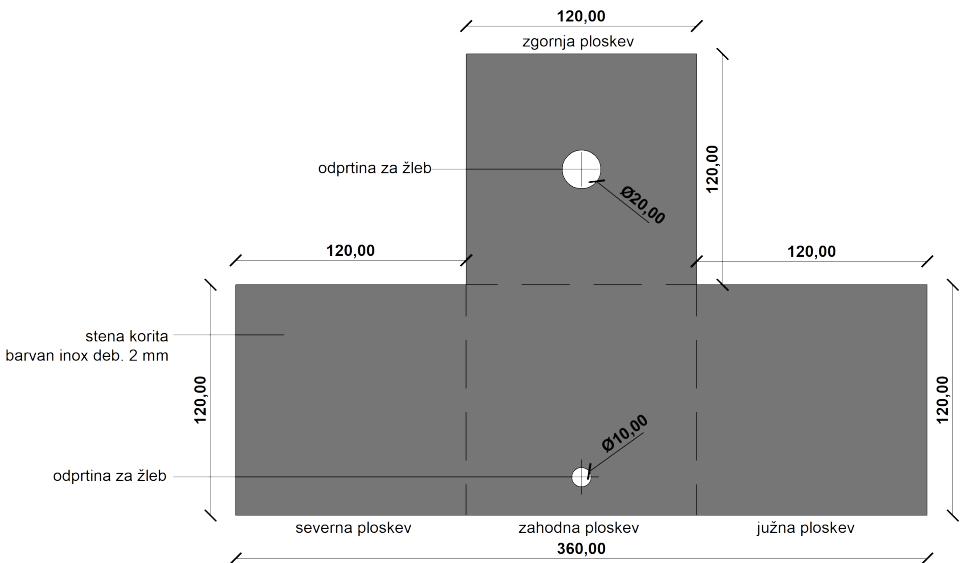 120,00
zgornja ploskev
odprtina za žleb
120,00
Ø20,00
120,00
120,00
stena korita
barvan inox deb. 2 mm
120,00
120,00
Ø10,00
odprtina za žleb
severna ploskev
zahodna ploskev
južna ploskev
360,00